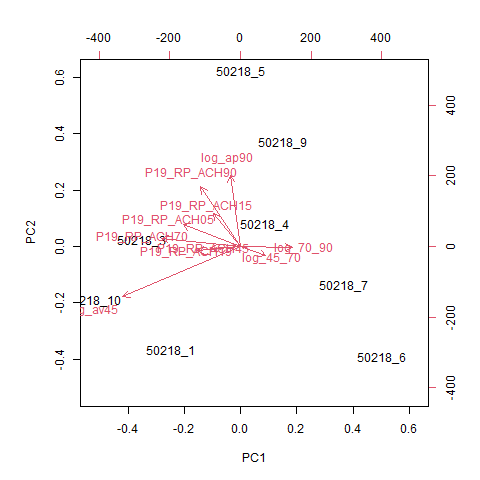 -400 -200 0 200 400
50218_5
50218_9
log_ap90
P19_RP_ACH90
P19_RP_ACH15
P19_RP_ACH05
50218_4
P19_RP_ACH70
50218_3
log_70_90
log_45_70
50218_10
50218_7
g_av45
50218_1
50218_6
0.6
0.4
0.2
0.0
-0.2
-0.4
400
200
0
-200
-400
PC2
-0.4 -0.2 0.0 0.2 0.4 0.6
PC1